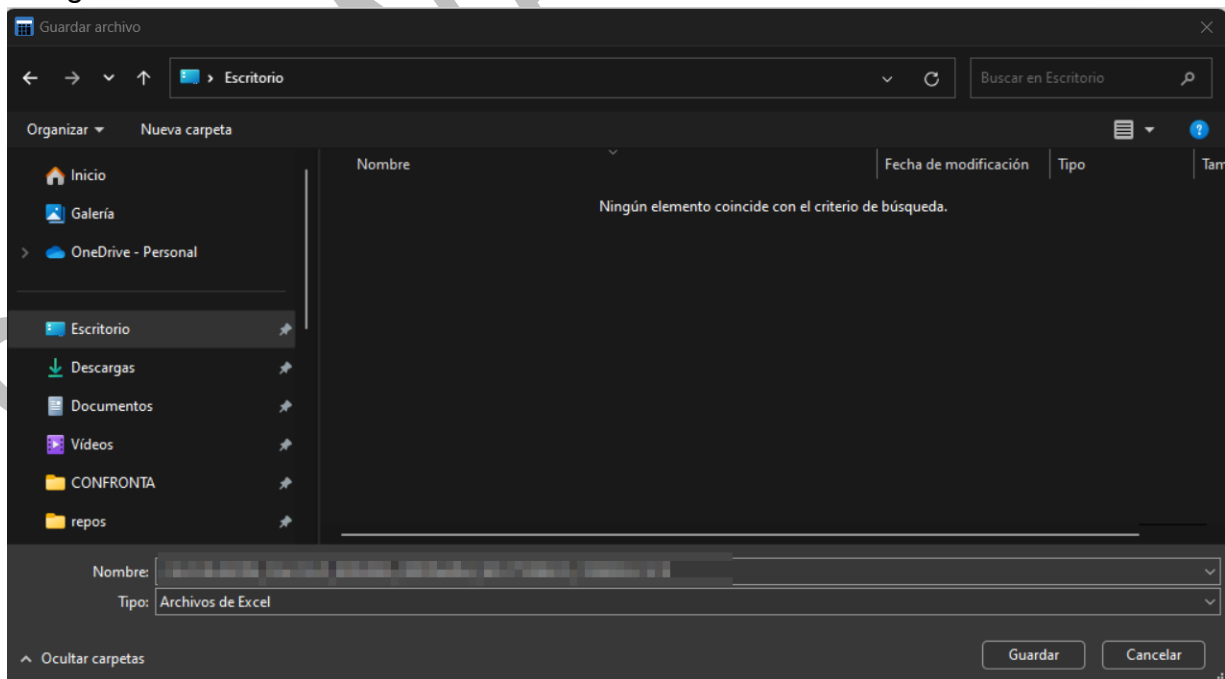 Guardar archivo
Escritorio
Buscar en Escritorio
Organizar
Nueva carpeta
Nombre
Fecha de modificación
Tipo
Ningún elemento coincide con el criterio de búsqueda.
Inicio
Galería
OneDrive - Personal
Escritorio
Descargas
Documentos
Vídeos
CONFRONTA
repos
Nombre:
Tipo: Archivos de Excel
Ocultar carpetas
Guardar
Cancelar